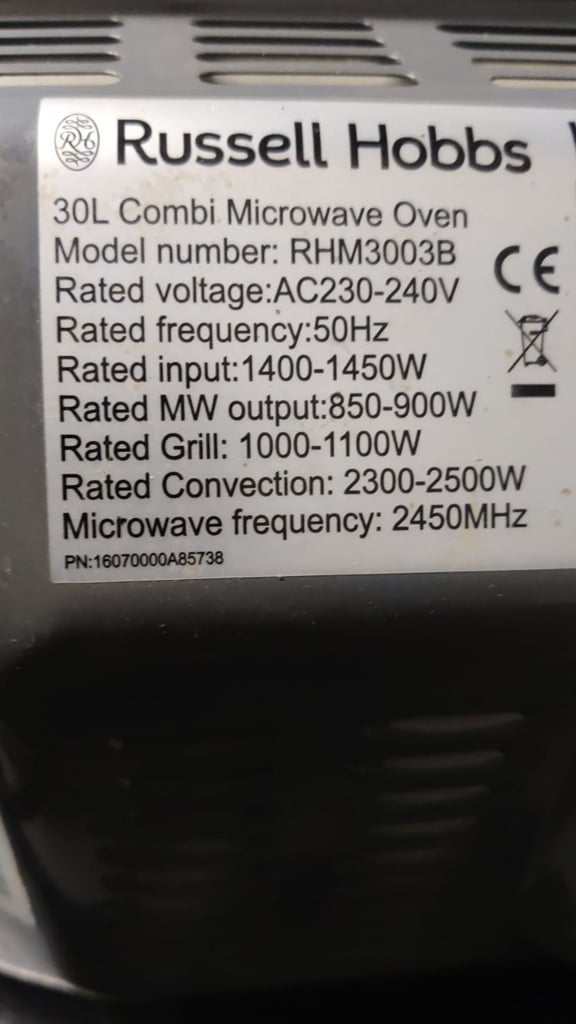 RH Russell Hobbs
30L Combi Microwave Oven
Model number: RHM3003B
Rated voltage:AC230-240V
CE
Rated frequency:50Hz
Rated input:1400-1450W
Rated MW output:850-900W
Rated Grill: 1000-1100W
Rated Convection: 2300-2500W
Microwave frequency: 2450MHz
PN:16070000A85738